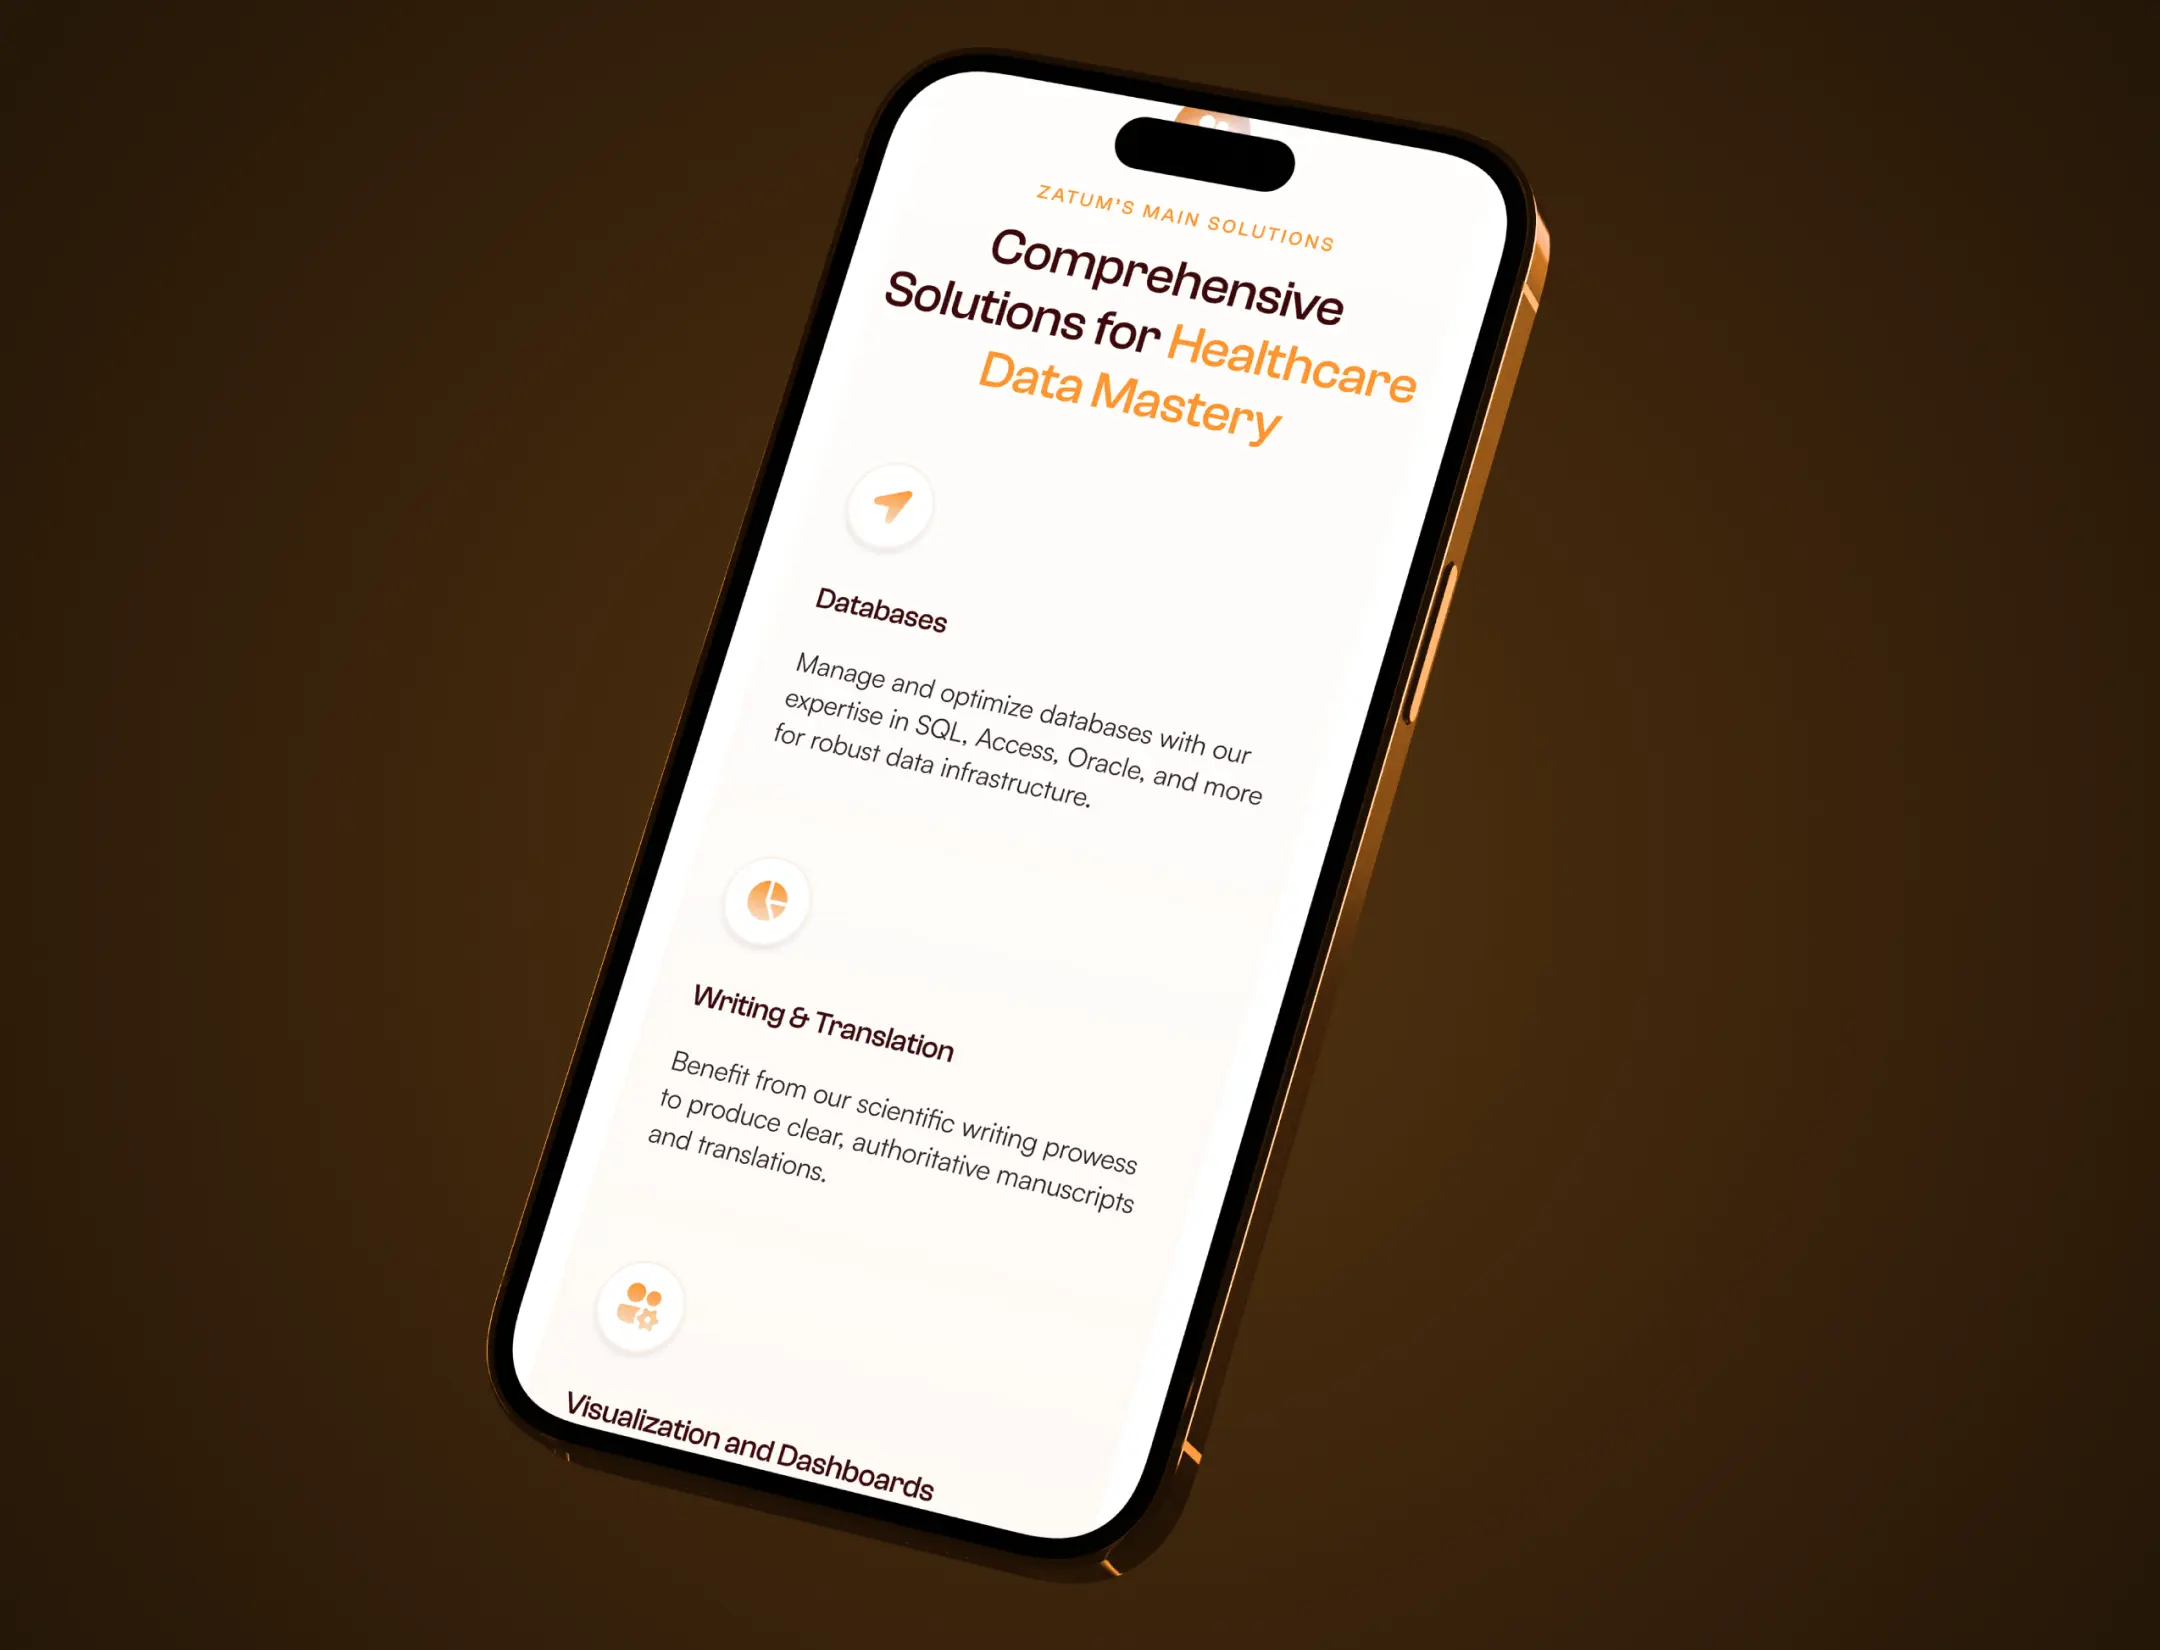 ZATUM'S MAIN SOLUTIONS
Comprehensive
Solutions for Healthcare
Data Mastery
Databases
Manage and optimize databases with our
expertise in SQL, Access, Oracle, and more
for robust data infrastructure.
Writing & Translation
Benefit from our scientific writing prowess
to produce clear, authoritative manuscripts
and translations.
Visualization and Dashboards